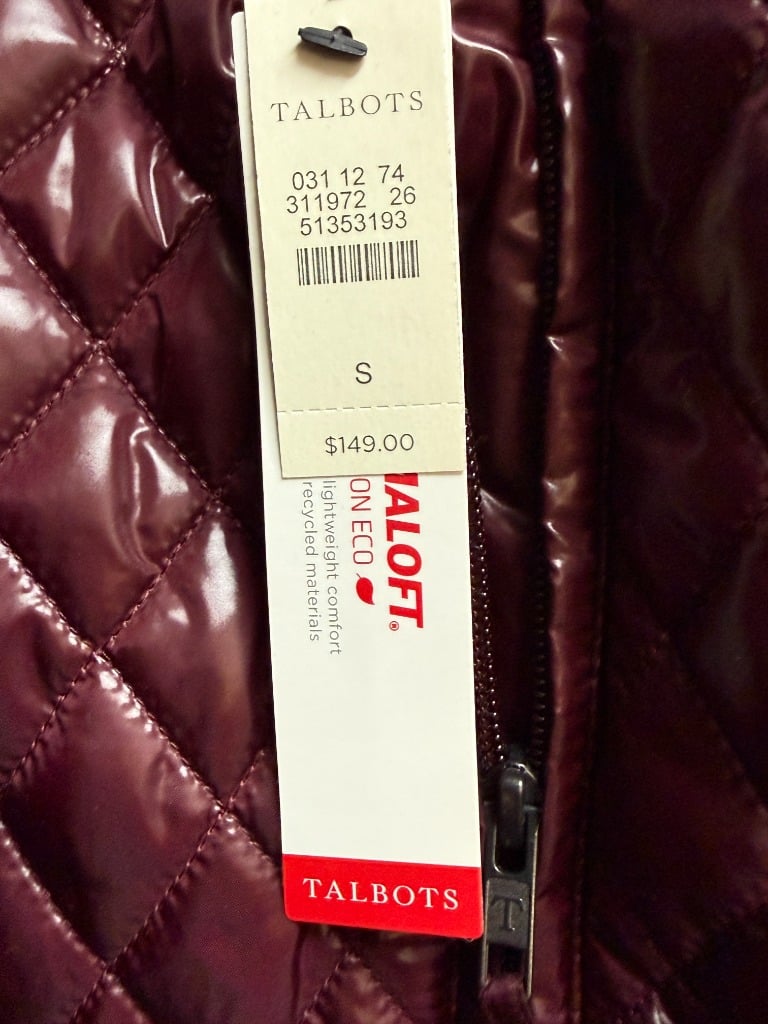 TALBOTS
031 12 74
311972 26
51353193
S
$149.00
ALOFT®
ON ECO
lightweight comfort
recycled materials
TALBOTS
T